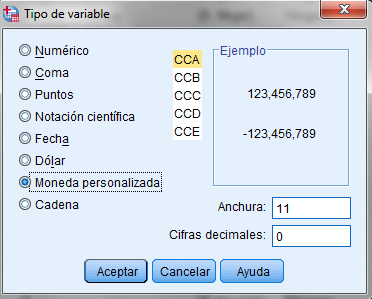 Tipo de variable
Numérico
Coma
Puntos
Notación científica
Fecha
Dólar
Moneda personalizada
Cadena
CCA
CCB
CCC
CCD
CCE
Ejemplo
123,456,789
-123,456,789
Anchura: 11
Cifras decimales: 0
Aceptar Cancelar Ayuda